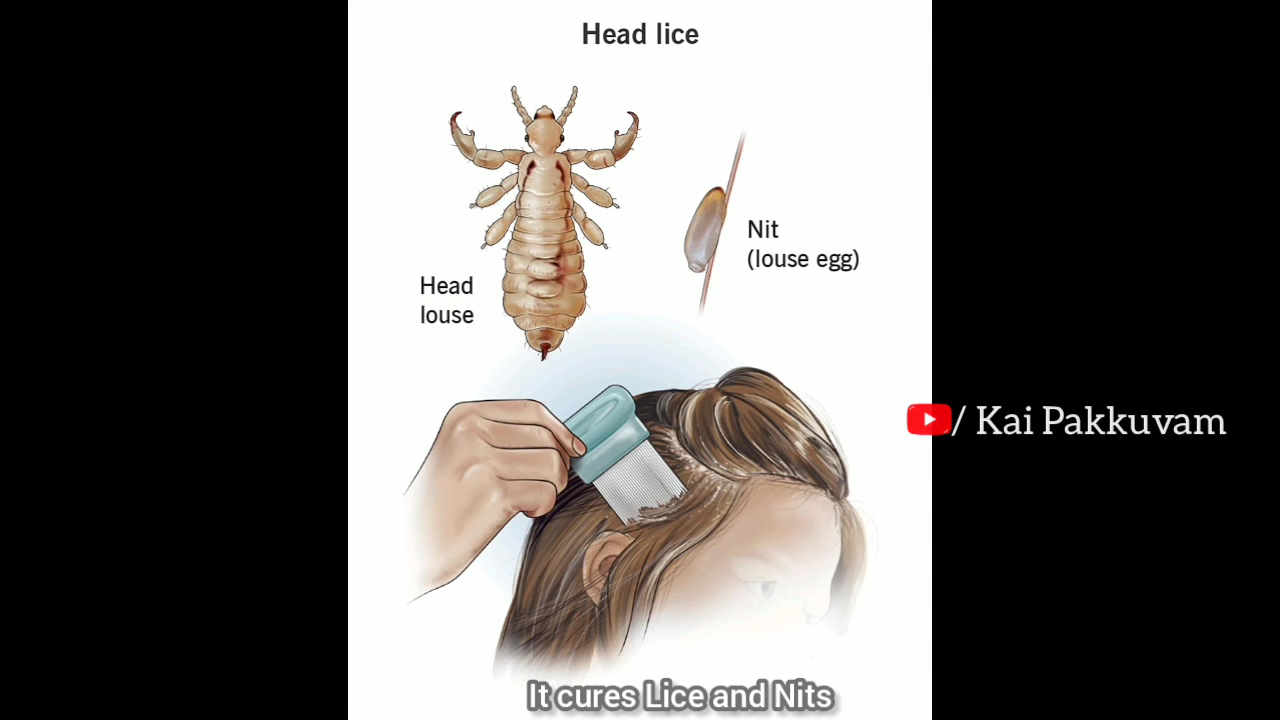 Head lice
Nit
(louse egg)
Head
louse
/ Kai Pakkuvam
It cures Lice and Nits